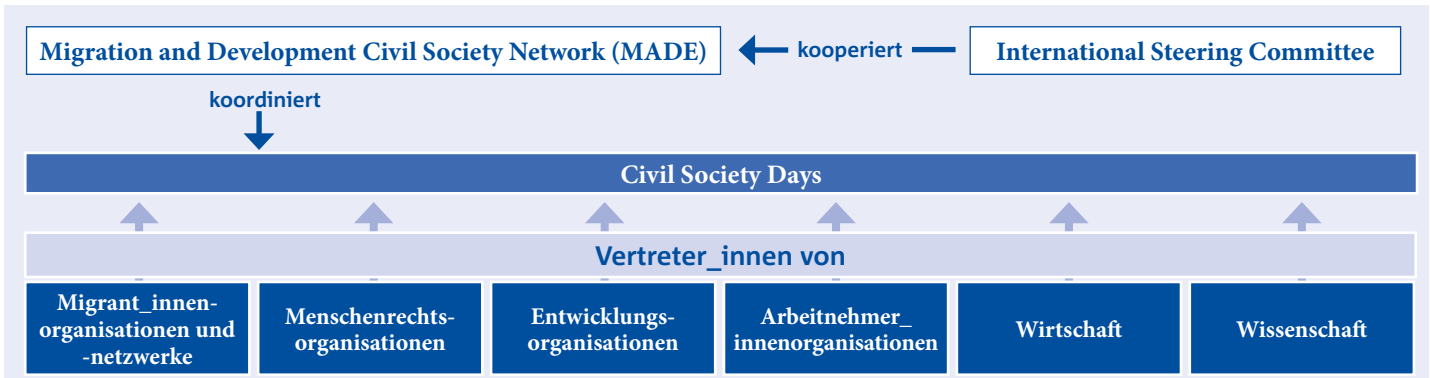 Migration and Development Civil Society Network (MADE)
kooperiert
International Steering Committee
koordiniert
Civil Society Days
Vertreter_innen von
Migrant_innen-
organisationen und
-netzwerke
Menschenrechts-
organisationen
Entwicklungs-
organisationen
Arbeitnehmer_
innenorganisationen
Wirtschaft
Wissenschaft